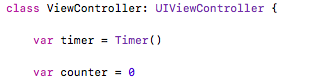 class ViewController: UIViewController {
var timer = Timer()
var counter = 0